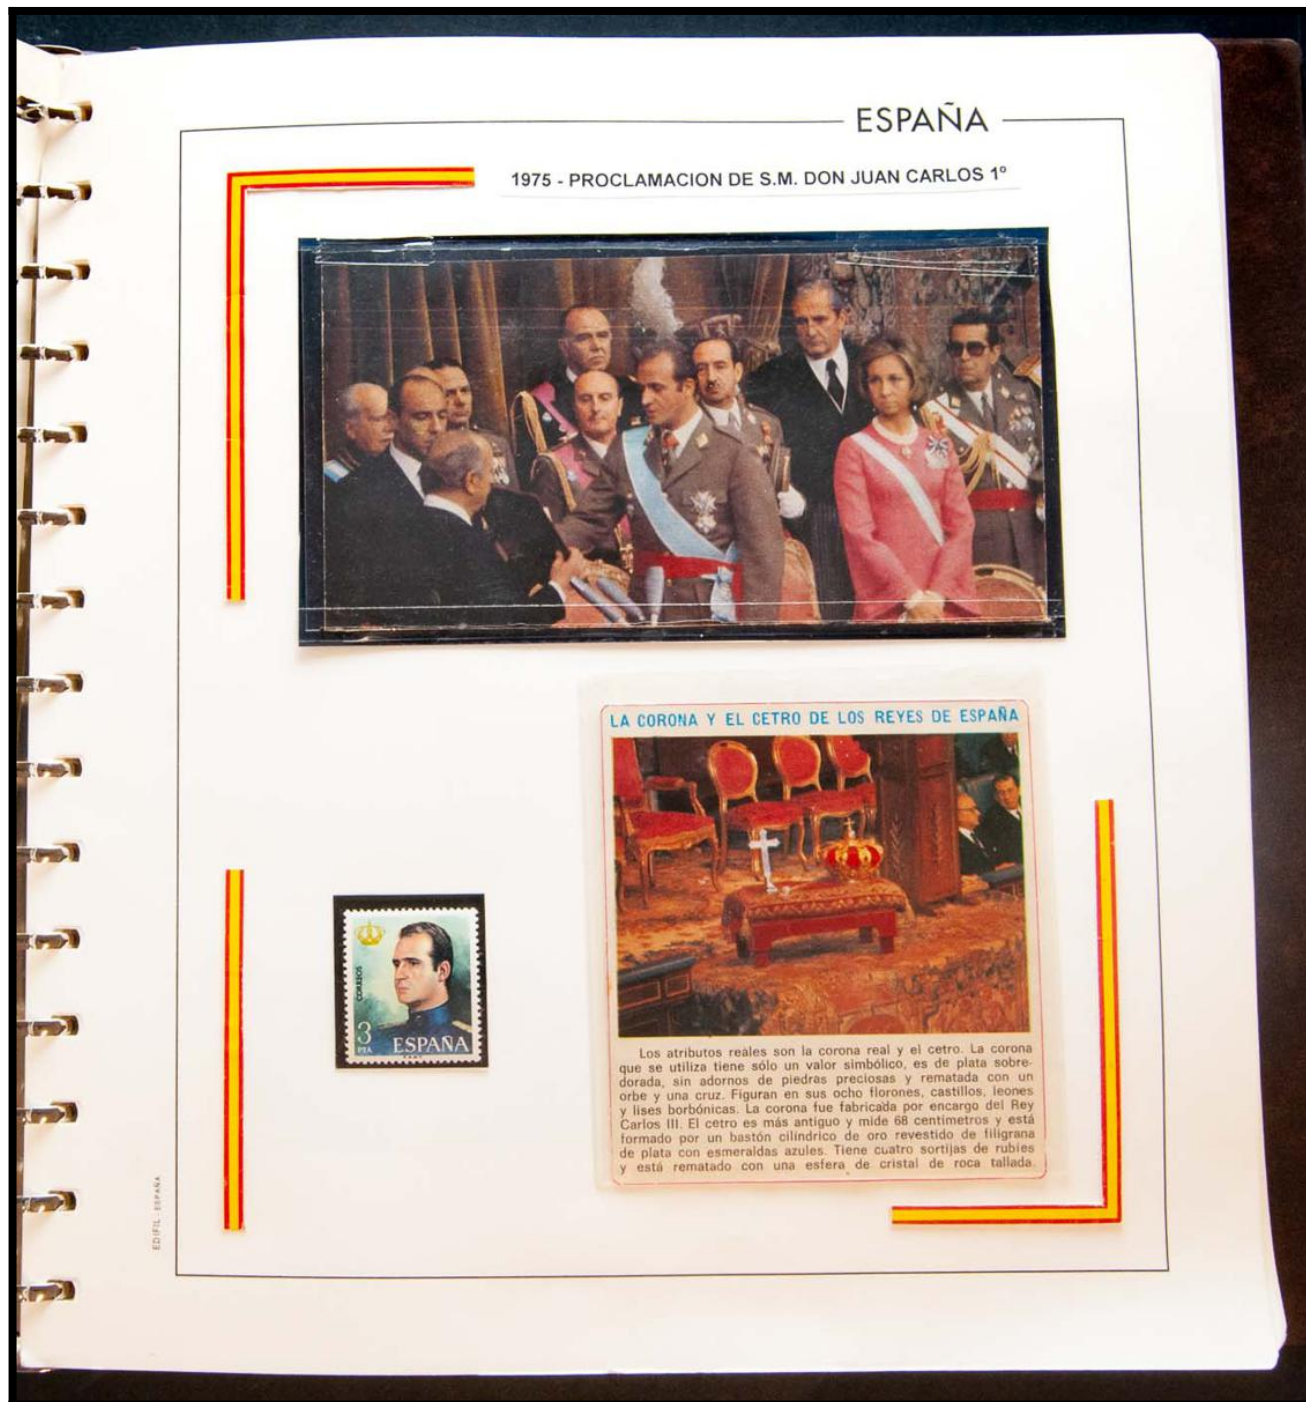 ESPAÑA
1975 - PROCLAMACION DE S.M. DON JUAN CARLOS 1º
LA CORONA Y EL CETRO DE LOS REYES DE ESPAÑA
CORREOS
3
PTA
ESPAÑA
Los atributos reales son la corona real y el cetro. La corona
que se utiliza tiene sólo un valor simbólico, es de plata sobre-
dorada, sin adornos de piedras preciosas y rematada con un
orbe y una cruz. Figuran en sus ocho florones, castillos, leones
y lises borbónicas. La corona fue fabricada por encargo del Rey
Carlos III. El cetro es más antiguo y mide 68 centimetros y está
formado por un bastón cilíndrico de oro revestido de filigrana
de plata con esmeraldas azules. Tiene cuatro sortijas de rubíes
y está rematado con una esfera de cristal de roca tallada.
EDIFIL - ESPAÑA